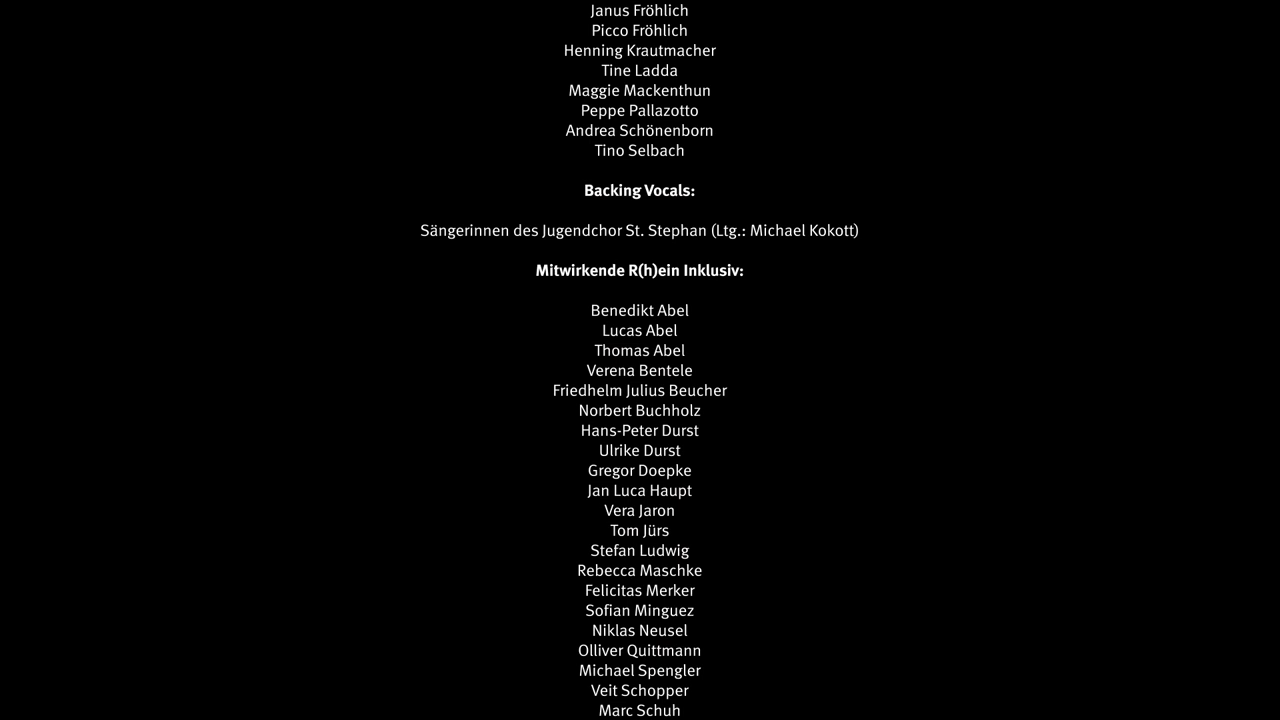 Janus Fröhlich
Picco Fröhlich
Henning Krautmacher
Tine Ladda
Maggie Mackenthun
Peppe Pallazotto
Andrea Schönenborn
Tino Selbach
Backing Vocals:
Sängerinnen des Jugendchor St. Stephan (Ltg.: Michael Kokott)
Mitwirkende R(h)ein Inklusiv:
Benedikt Abel
Lucas Abel
Thomas Abel
Verena Bentele
Friedhelm Julius Beucher
Norbert Buchholz
Hans-Peter Durst
Ulrike Durst
Gregor Doepke
Jan Luca Haupt
Vera Jaron
Tom Jürs
Stefan Ludwig
Rebecca Maschke
Felicitas Merker
Sofian Minguez
Niklas Neusel
Olliver Quittmann
Michael Spengler
Veit Schopper
Marc Schuh